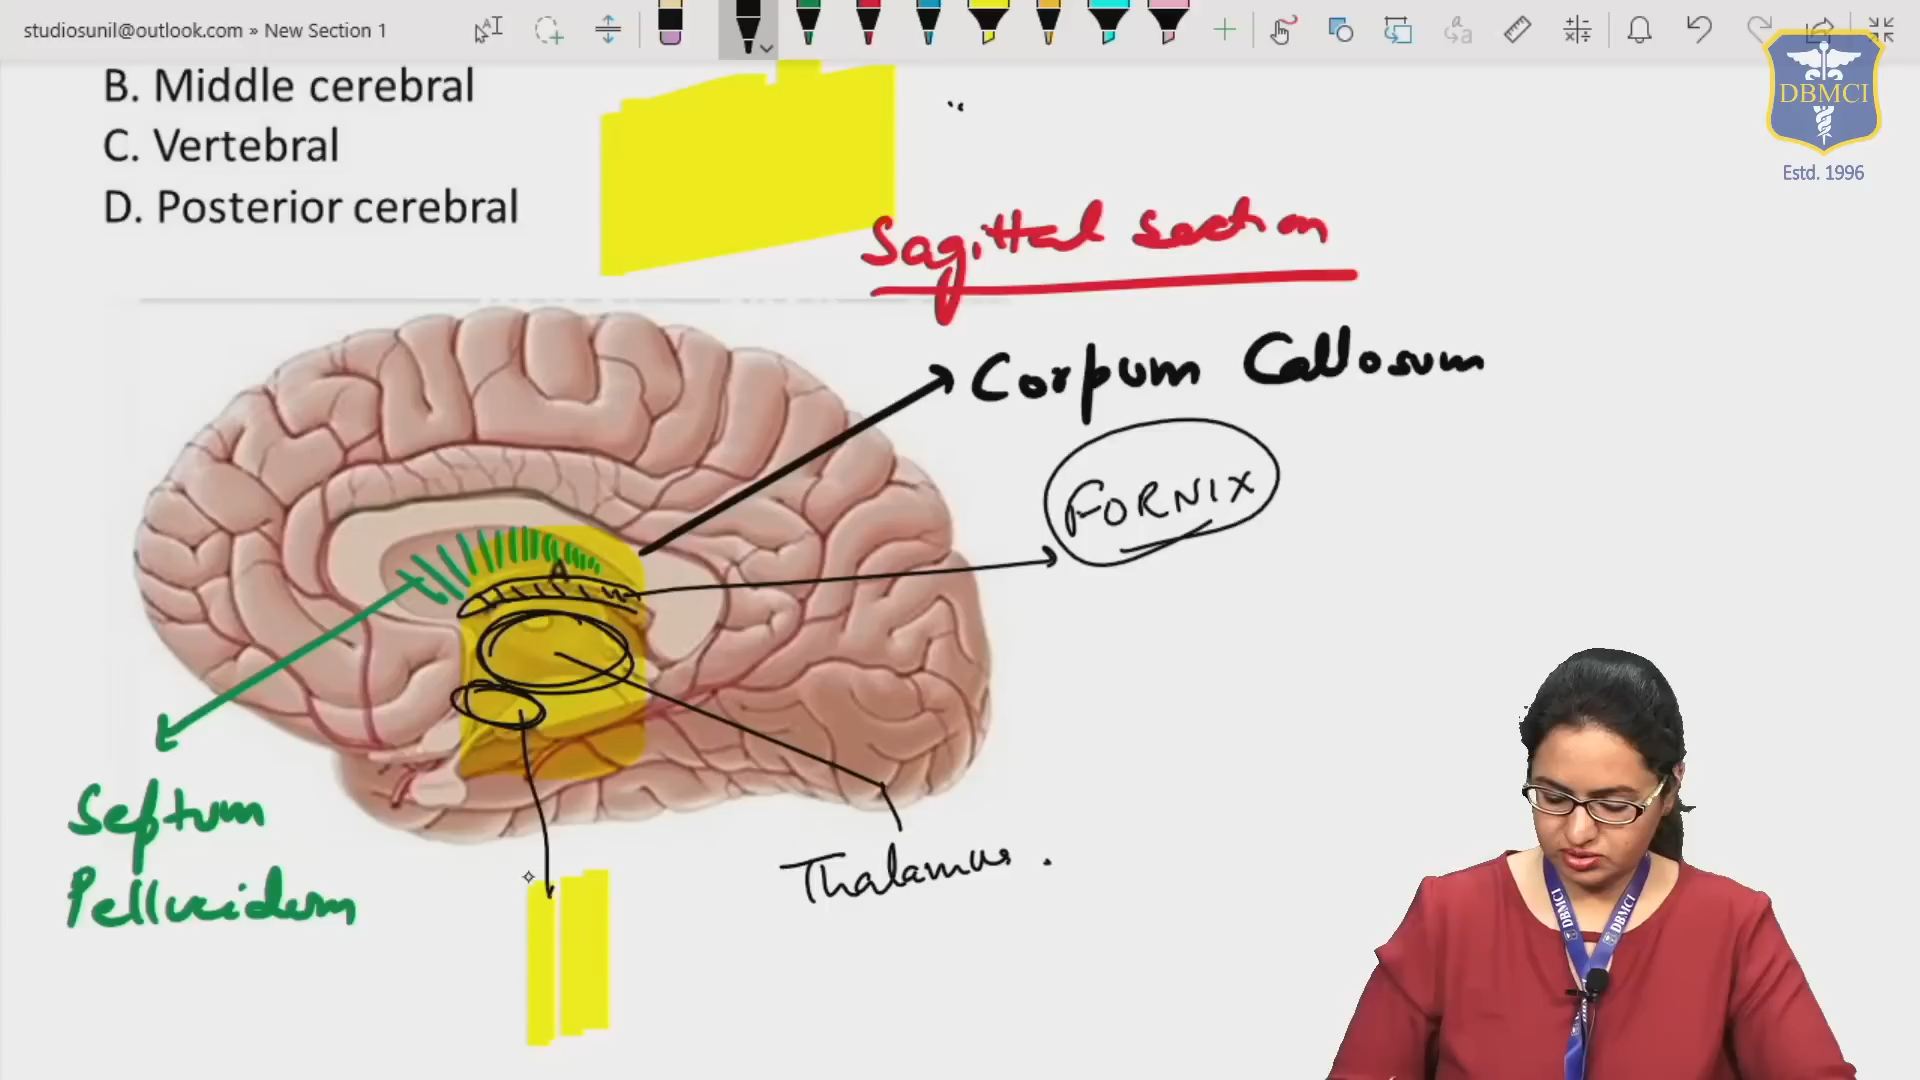 studiosunil@outlook.com » New Section 1
DBMCI
Estd. 1996
B. Middle cerebral
C. Vertebral
D. Posterior cerebral
Sagittal Section
Corpum Callosum
FORNIX
A
Septum
Pellucidum
Thalamus.
DBMCI
DBMCI